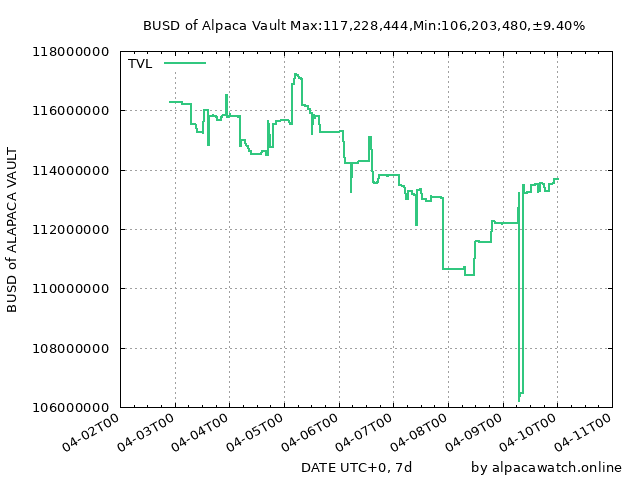 BUSD of Alpaca Vault Max:117,228,444,Min:106,203,480,±9.40%
TVL
118000000
116000000
114000000
112000000
110000000
108000000
106000000
BUSD of ALAPACA VAULT
04-02T00
04-03T00
04-04T00
04-05T00
04-06T00
04-07T00
04-08T00
04-09T00
04-10T00
04-11T00
DATE UTC+0, 7d
by alpacawatch.online